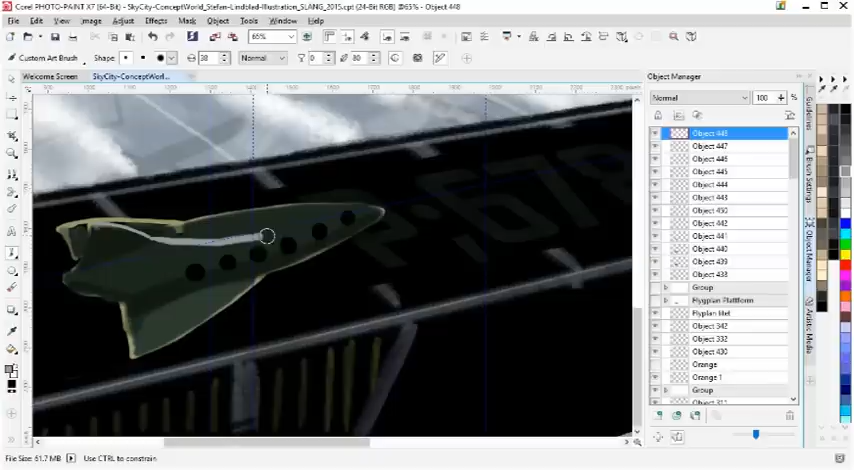 Corel PHOTO-PAINT X7 (64-Bit) - [SkyCity-ConceptWorld_Stefan-Lindblad-Illustration_SLANG_2015.cpt (24-Bit RGB) @65% - Object 448
File Edit View Image Adjust Effects Mask Object Tools Window Help
65%
Custom Art Brush Shape: 38 Normal 0 80
Welcome Screen SkyCity-ConceptWorl...
Object Manager
Normal 100 %
Object 448
Object 447
Object 446
Object 445
Object 444
Object 443
Object 450
Object 442
Object 441
Object 440
Object 439
Object 438
Group
Flygplan Plattform
Flyplan litet
Object 342
Object 332
Object 430
Orange
Orange 1
Group
Object 311
Guidelines
Brush Settings
Object Manager
Artistic Media
File Size: 61.7 MB Use CTRL to constrain